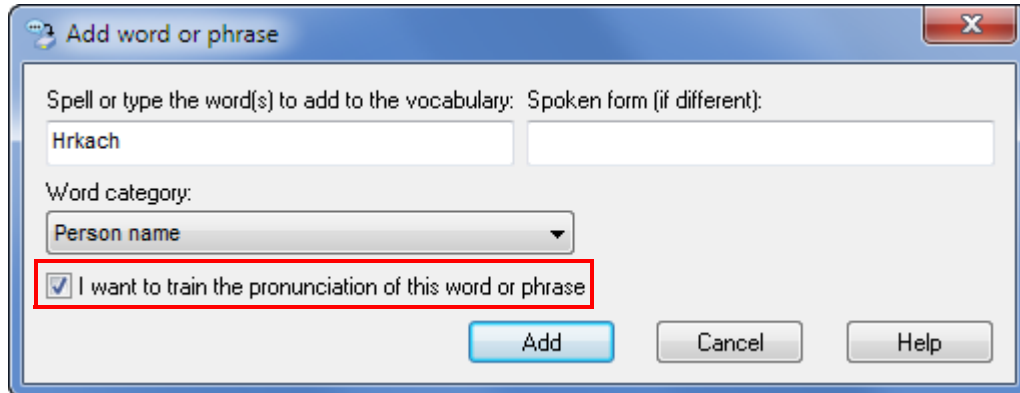 Add word or phrase
Spell or type the word(s) to add to the vocabulary: Spoken form (if different):
Hrkach
Word category:
Person name
I want to train the pronunciation of this word or phrase
Add Cancel Help